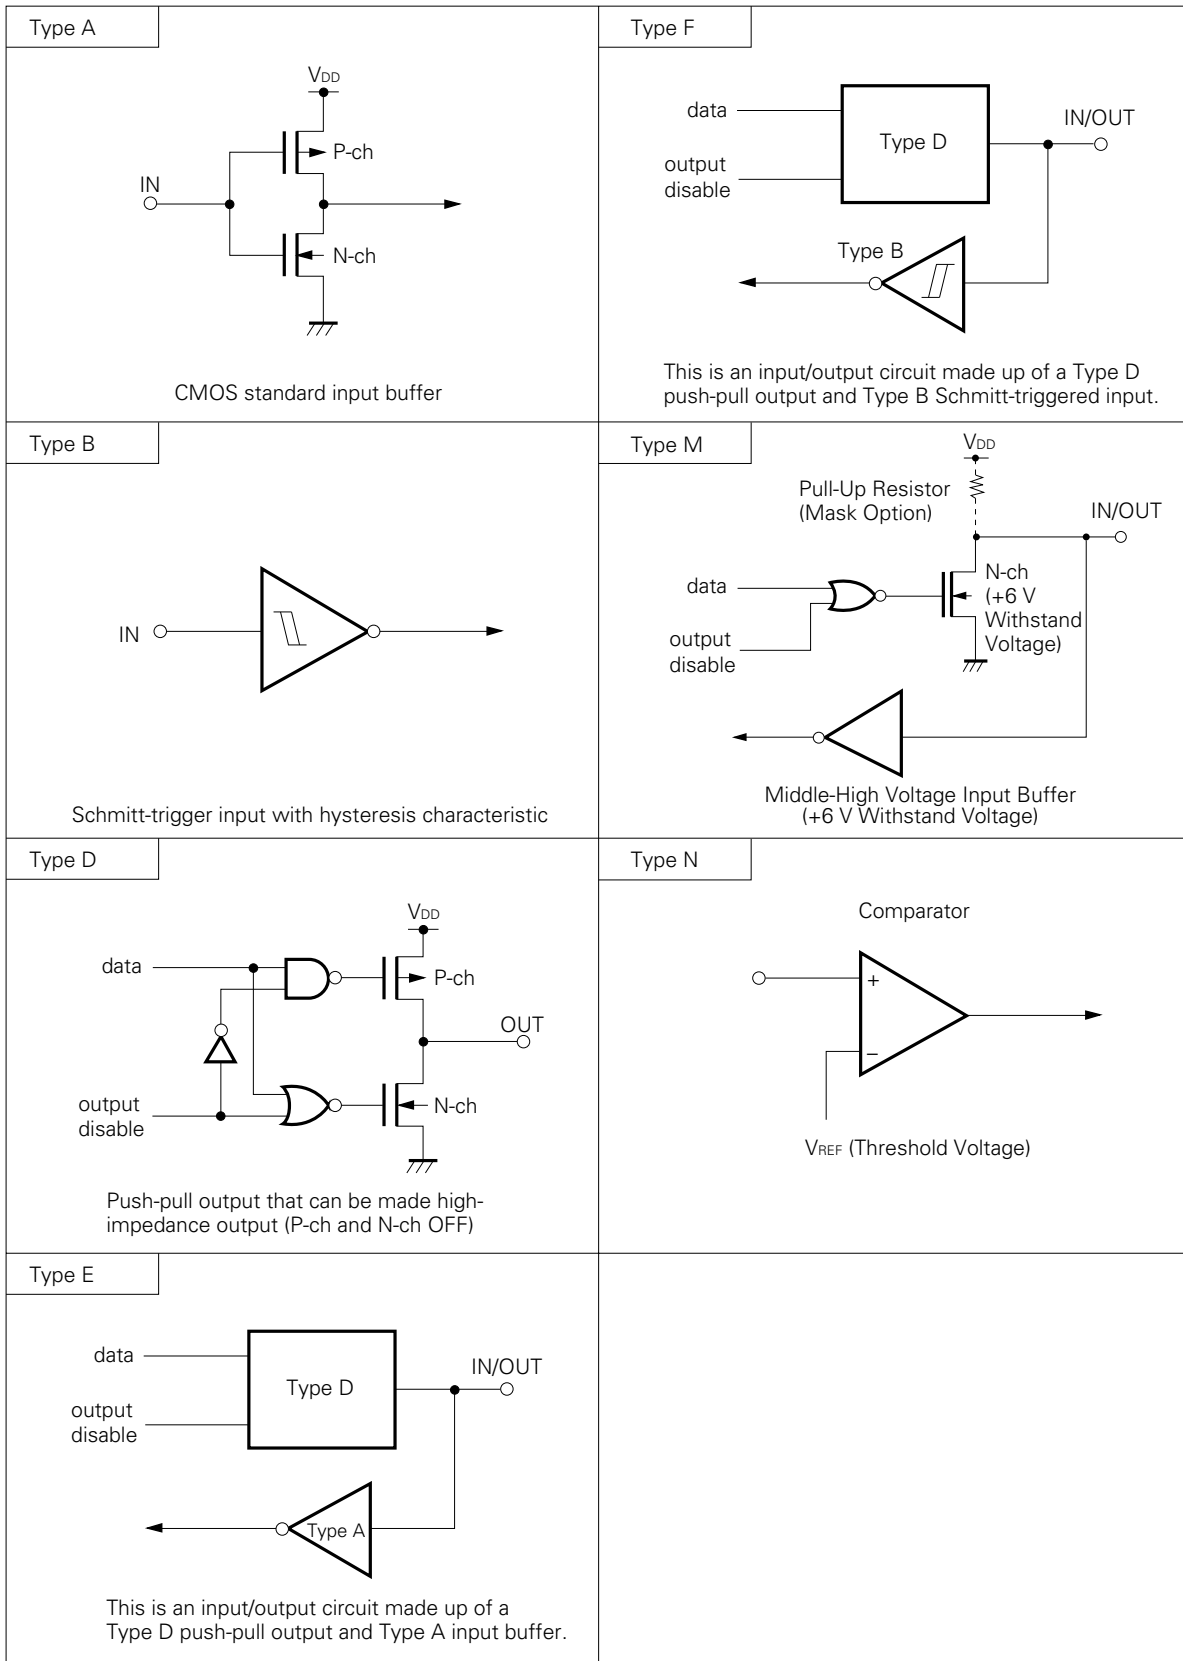 Type A
VDD
P-ch
IN
N-ch
CMOS standard input buffer
Type F
data
Type D
IN/OUT
output
disable
Type B
This is an input/output circuit made up of a Type D
push-pull output and Type B Schmitt-triggered input.
Type B
IN
Schmitt-trigger input with hysteresis characteristic
Type M
VDD
Pull-Up Resistor
(Mask Option)
IN/OUT
data
N-ch
(+6 V
Withstand
Voltage)
output
disable
Middle-High Voltage Input Buffer
(+6 V Withstand Voltage)
Type D
VDD
data
P-ch
OUT
output
disable
N-ch
Push-pull output that can be made high-
impedance output (P-ch and N-ch OFF)
Type N
Comparator
+
−
VREF (Threshold Voltage)
Type E
data
Type D
IN/OUT
output
disable
Type A
This is an input/output circuit made up of a
Type D push-pull output and Type A input buffer.